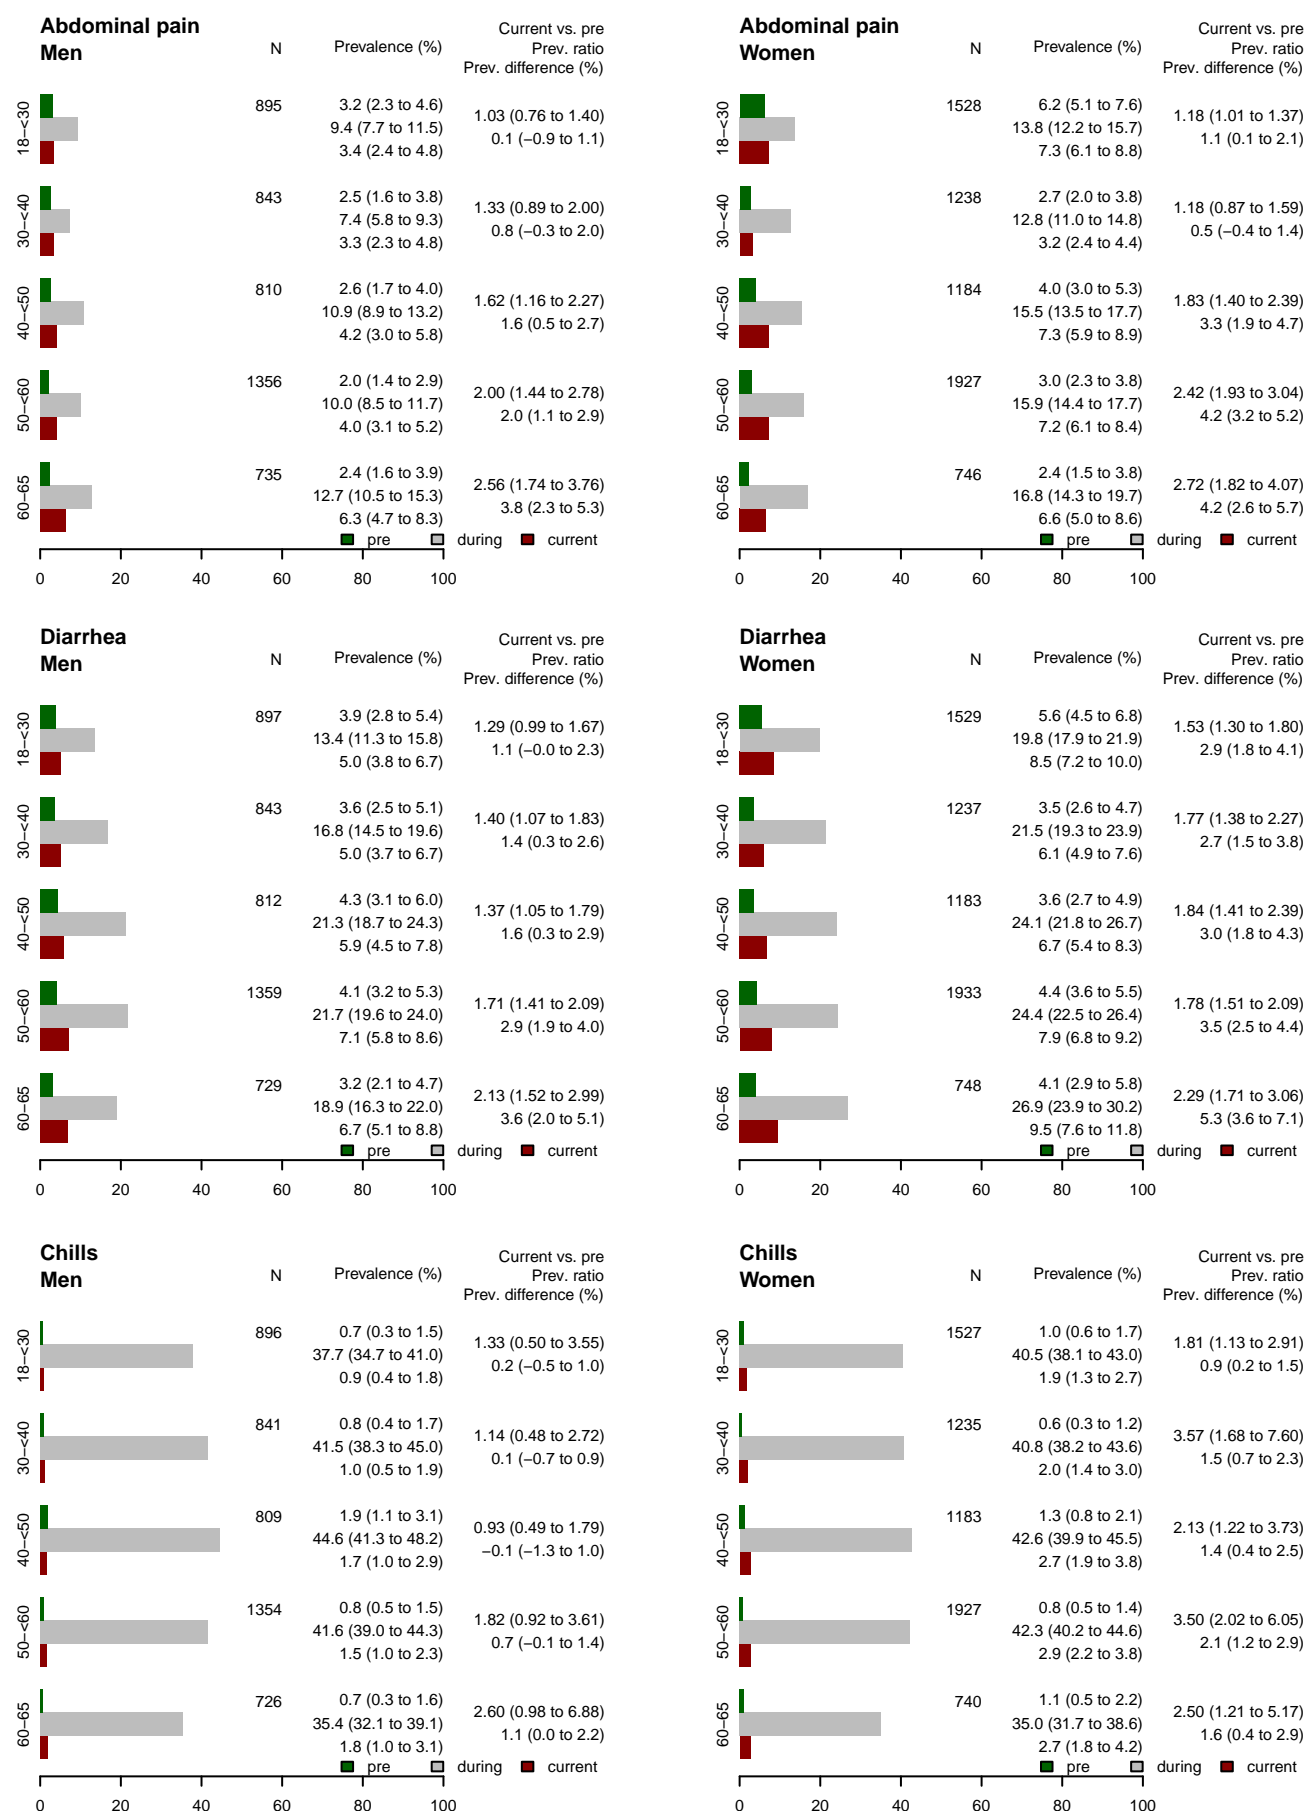 Abdominal pain
Men
N
Prevalence (%)
Current vs. pre
Prev. ratio
Prev. difference (%)
18−<30
895
3.2 (2.3 to 4.6)
9.4 (7.7 to 11.5)
3.4 (2.4 to 4.8)
1.03 (0.76 to 1.40)
0.1 (−0.9 to 1.1)
30−<40
843
2.5 (1.6 to 3.8)
7.4 (5.8 to 9.3)
3.3 (2.3 to 4.8)
1.33 (0.89 to 2.00)
0.8 (−0.3 to 2.0)
40−<50
810
2.6 (1.7 to 4.0)
10.9 (8.9 to 13.2)
4.2 (3.0 to 5.8)
1.62 (1.16 to 2.27)
1.6 (0.5 to 2.7)
50−<60
1356
2.0 (1.4 to 2.9)
10.0 (8.5 to 11.7)
4.0 (3.1 to 5.2)
2.00 (1.44 to 2.78)
2.0 (1.1 to 2.9)
60−65
735
2.4 (1.6 to 3.9)
12.7 (10.5 to 15.3)
6.3 (4.7 to 8.3)
2.56 (1.74 to 3.76)
3.8 (2.3 to 5.3)
pre during current
0 20 40 60 80 100
Abdominal pain
Women
N
Prevalence (%)
Current vs. pre
Prev. ratio
Prev. difference (%)
18−<30
1528
6.2 (5.1 to 7.6)
13.8 (12.2 to 15.7)
7.3 (6.1 to 8.8)
1.18 (1.01 to 1.37)
1.1 (0.1 to 2.1)
30−<40
1238
2.7 (2.0 to 3.8)
12.8 (11.0 to 14.8)
3.2 (2.4 to 4.4)
1.18 (0.87 to 1.59)
0.5 (−0.4 to 1.4)
40−<50
1184
4.0 (3.0 to 5.3)
15.5 (13.5 to 17.7)
7.3 (5.9 to 8.9)
1.83 (1.40 to 2.39)
3.3 (1.9 to 4.7)
50−<60
1927
3.0 (2.3 to 3.8)
15.9 (14.4 to 17.7)
7.2 (6.1 to 8.4)
2.42 (1.93 to 3.04)
4.2 (3.2 to 5.2)
60−65
746
2.4 (1.5 to 3.8)
16.8 (14.3 to 19.7)
6.6 (5.0 to 8.6)
2.72 (1.82 to 4.07)
4.2 (2.6 to 5.7)
pre during current
0 20 40 60 80 100
Diarrhea
Men
N
Prevalence (%)
Current vs. pre
Prev. ratio
Prev. difference (%)
18−<30
897
3.9 (2.8 to 5.4)
13.4 (11.3 to 15.8)
5.0 (3.8 to 6.7)
1.29 (0.99 to 1.67)
1.1 (−0.0 to 2.3)
30−<40
843
3.6 (2.5 to 5.1)
16.8 (14.5 to 19.6)
5.0 (3.7 to 6.7)
1.40 (1.07 to 1.83)
1.4 (0.3 to 2.6)
40−<50
812
4.3 (3.1 to 6.0)
21.3 (18.7 to 24.3)
5.9 (4.5 to 7.8)
1.37 (1.05 to 1.79)
1.6 (0.3 to 2.9)
50−<60
1359
4.1 (3.2 to 5.3)
21.7 (19.6 to 24.0)
7.1 (5.8 to 8.6)
1.71 (1.41 to 2.09)
2.9 (1.9 to 4.0)
60−65
729
3.2 (2.1 to 4.7)
18.9 (16.3 to 22.0)
6.7 (5.1 to 8.8)
2.13 (1.52 to 2.99)
3.6 (2.0 to 5.1)
pre during current
0 20 40 60 80 100
Diarrhea
Women
N
Prevalence (%)
Current vs. pre
Prev. ratio
Prev. difference (%)
18−<30
1529
5.6 (4.5 to 6.8)
19.8 (17.9 to 21.9)
8.5 (7.2 to 10.0)
1.53 (1.30 to 1.80)
2.9 (1.8 to 4.1)
30−<40
1237
3.5 (2.6 to 4.7)
21.5 (19.3 to 23.9)
6.1 (4.9 to 7.6)
1.77 (1.38 to 2.27)
2.7 (1.5 to 3.8)
40−<50
1183
3.6 (2.7 to 4.9)
24.1 (21.8 to 26.7)
6.7 (5.4 to 8.3)
1.84 (1.41 to 2.39)
3.0 (1.8 to 4.3)
50−<60
1933
4.4 (3.6 to 5.5)
24.4 (22.5 to 26.4)
7.9 (6.8 to 9.2)
1.78 (1.51 to 2.09)
3.5 (2.5 to 4.4)
60−65
748
4.1 (2.9 to 5.8)
26.9 (23.9 to 30.2)
9.5 (7.6 to 11.8)
2.29 (1.71 to 3.06)
5.3 (3.6 to 7.1)
pre during current
0 20 40 60 80 100
Chills
Men
N
Prevalence (%)
Current vs. pre
Prev. ratio
Prev. difference (%)
18−<30
896
0.7 (0.3 to 1.5)
37.7 (34.7 to 41.0)
0.9 (0.4 to 1.8)
1.33 (0.50 to 3.55)
0.2 (−0.5 to 1.0)
30−<40
841
0.8 (0.4 to 1.7)
41.5 (38.3 to 45.0)
1.0 (0.5 to 1.9)
1.14 (0.48 to 2.72)
0.1 (−0.7 to 0.9)
40−<50
809
1.9 (1.1 to 3.1)
44.6 (41.3 to 48.2)
1.7 (1.0 to 2.9)
0.93 (0.49 to 1.79)
−0.1 (−1.3 to 1.0)
50−<60
1354
0.8 (0.5 to 1.5)
41.6 (39.0 to 44.3)
1.5 (1.0 to 2.3)
1.82 (0.92 to 3.61)
0.7 (−0.1 to 1.4)
60−65
726
0.7 (0.3 to 1.6)
35.4 (32.1 to 39.1)
1.8 (1.0 to 3.1)
2.60 (0.98 to 6.88)
1.1 (0.0 to 2.2)
pre during current
0 20 40 60 80 100
Chills
Women
N
Prevalence (%)
Current vs. pre
Prev. ratio
Prev. difference (%)
18−<30
1527
1.0 (0.6 to 1.7)
40.5 (38.1 to 43.0)
1.9 (1.3 to 2.7)
1.81 (1.13 to 2.91)
0.9 (0.2 to 1.5)
30−<40
1235
0.6 (0.3 to 1.2)
40.8 (38.2 to 43.6)
2.0 (1.4 to 3.0)
3.57 (1.68 to 7.60)
1.5 (0.7 to 2.3)
40−<50
1183
1.3 (0.8 to 2.1)
42.6 (39.9 to 45.5)
2.7 (1.9 to 3.8)
2.13 (1.22 to 3.73)
1.4 (0.4 to 2.5)
50−<60
1927
0.8 (0.5 to 1.4)
42.3 (40.2 to 44.6)
2.9 (2.2 to 3.8)
3.50 (2.02 to 6.05)
2.1 (1.2 to 2.9)
60−65
740
1.1 (0.5 to 2.2)
35.0 (31.7 to 38.6)
2.7 (1.8 to 4.2)
2.50 (1.21 to 5.17)
1.6 (0.4 to 2.9)
pre during current
0 20 40 60 80 100